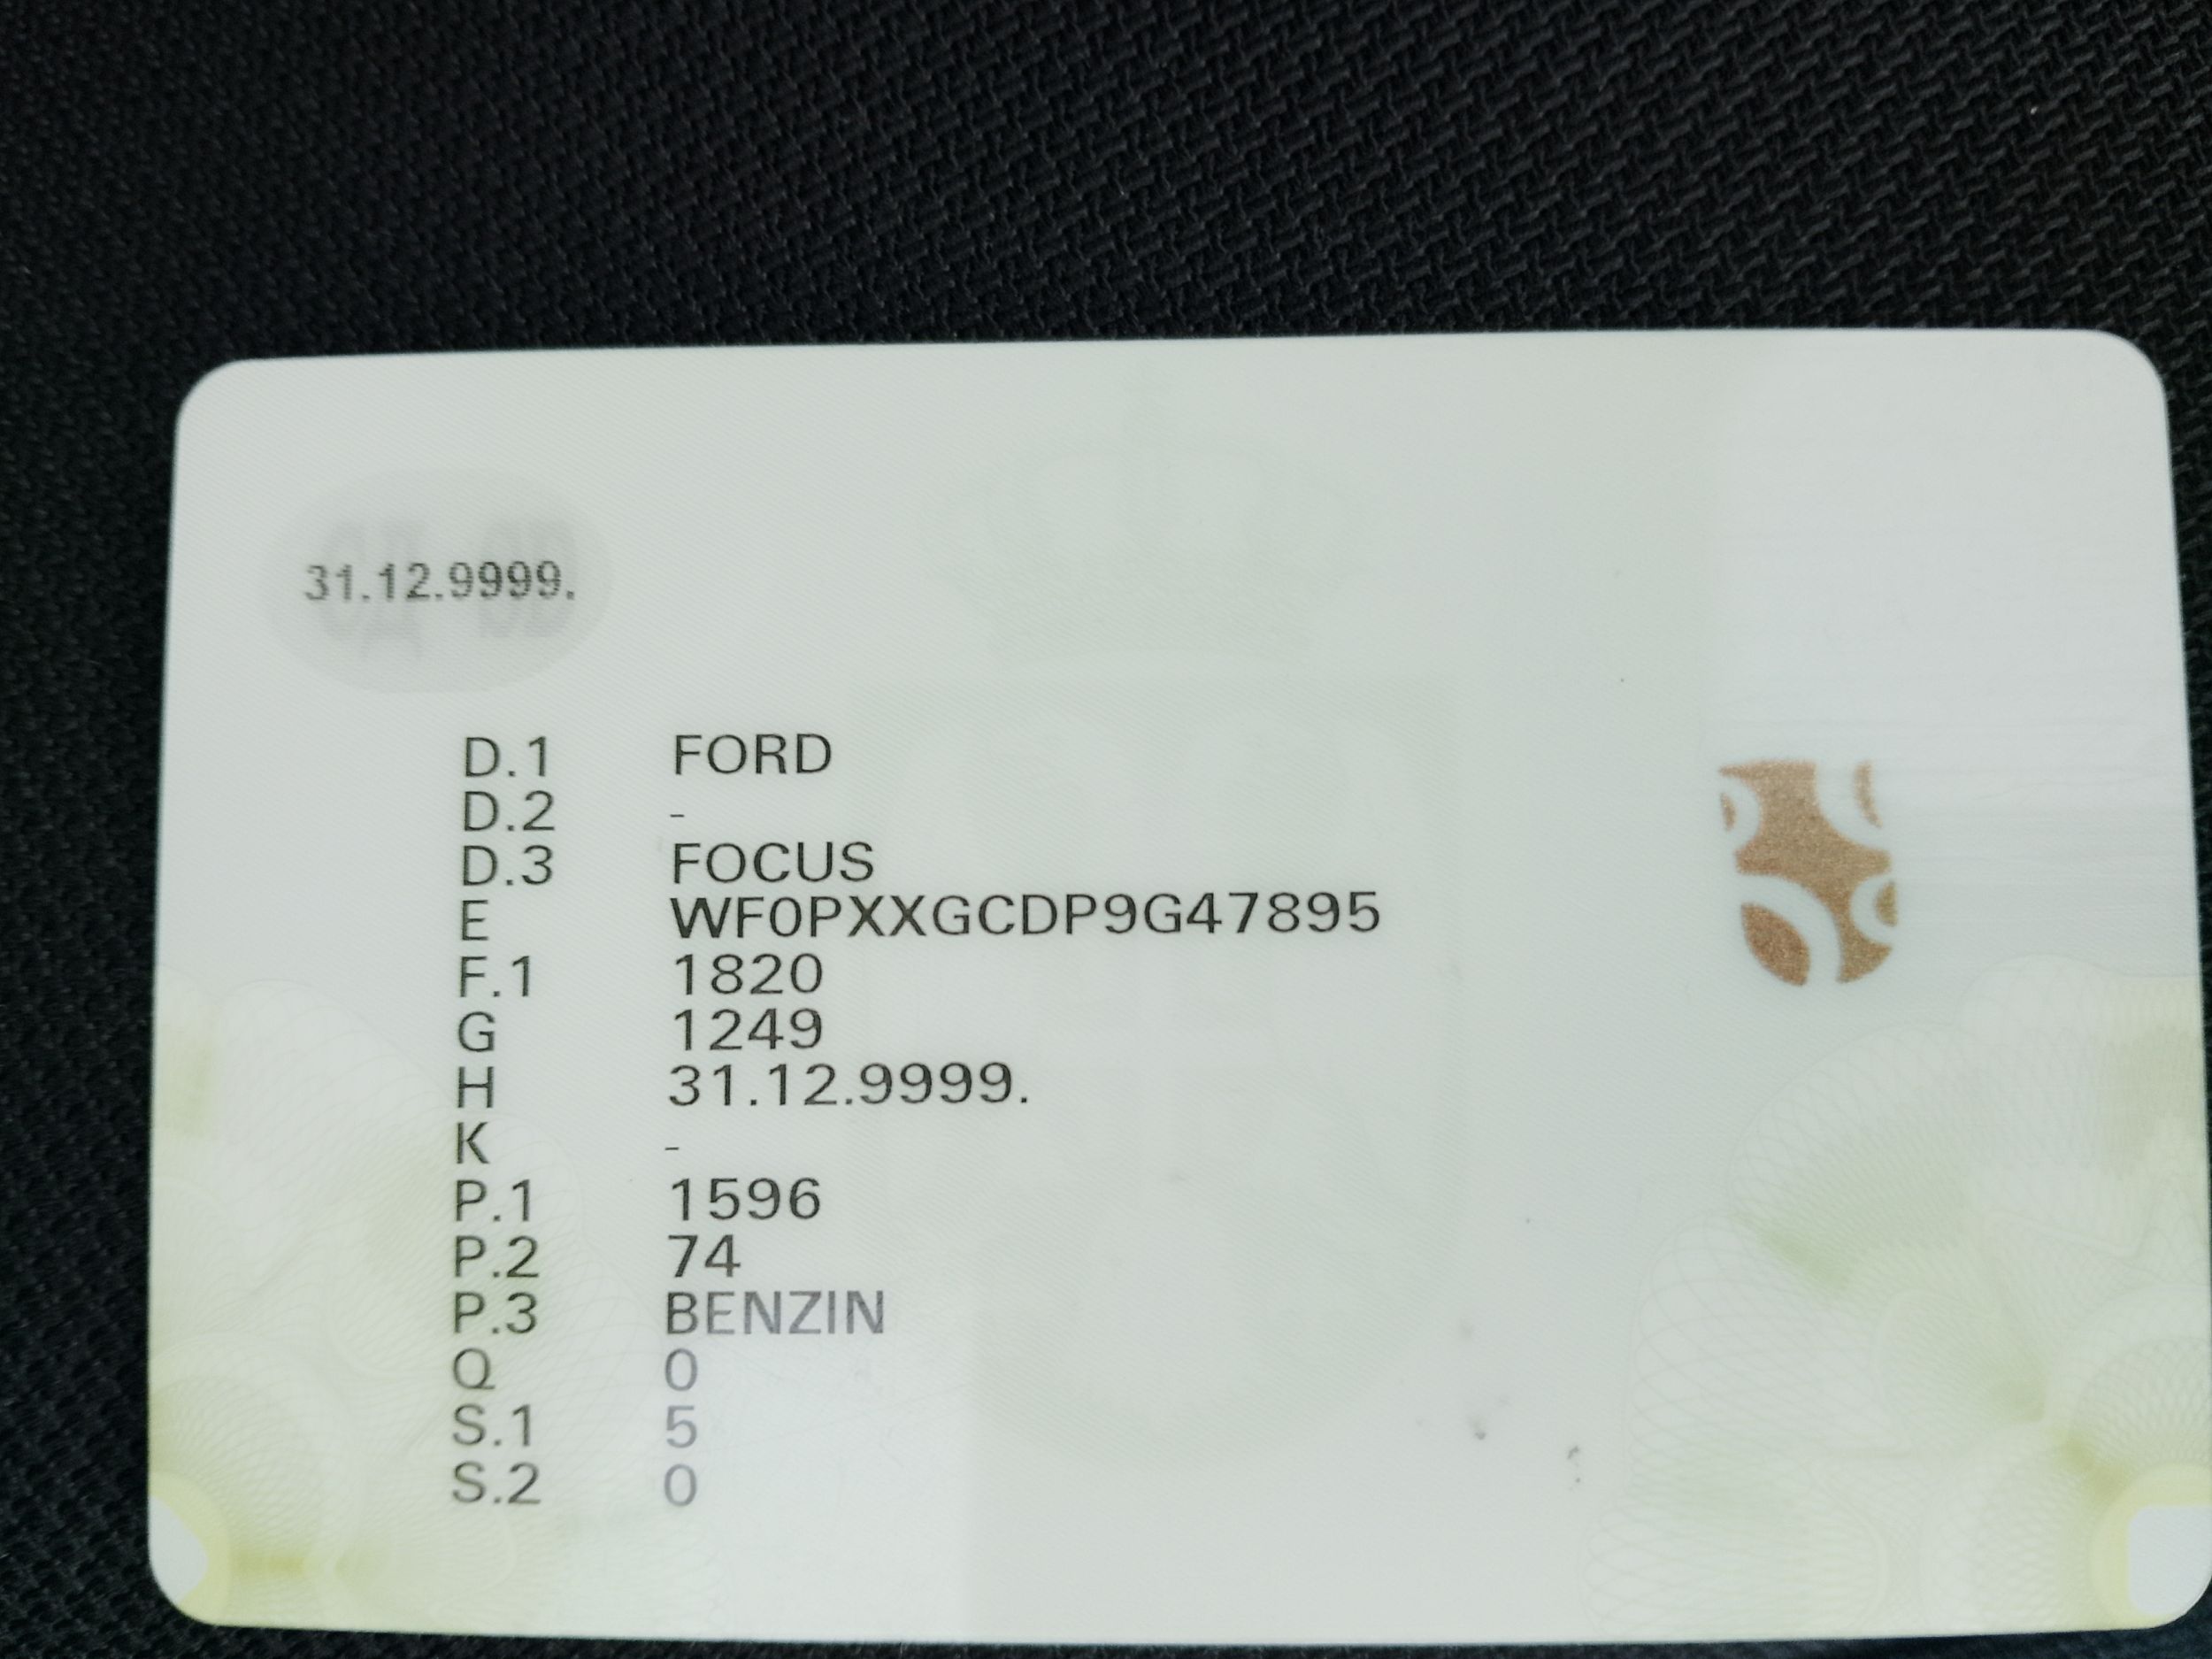 31.12.9999.
D.1 FORD
D.2 -
D.3 FOCUS
E WF0PXXGCDP9G47895
F.1 1820
G 1249
H 31.12.9999.
K -
P.1 1596
P.2 74
P.3 BENZIN
Q 0
S.1 5
S.2 0